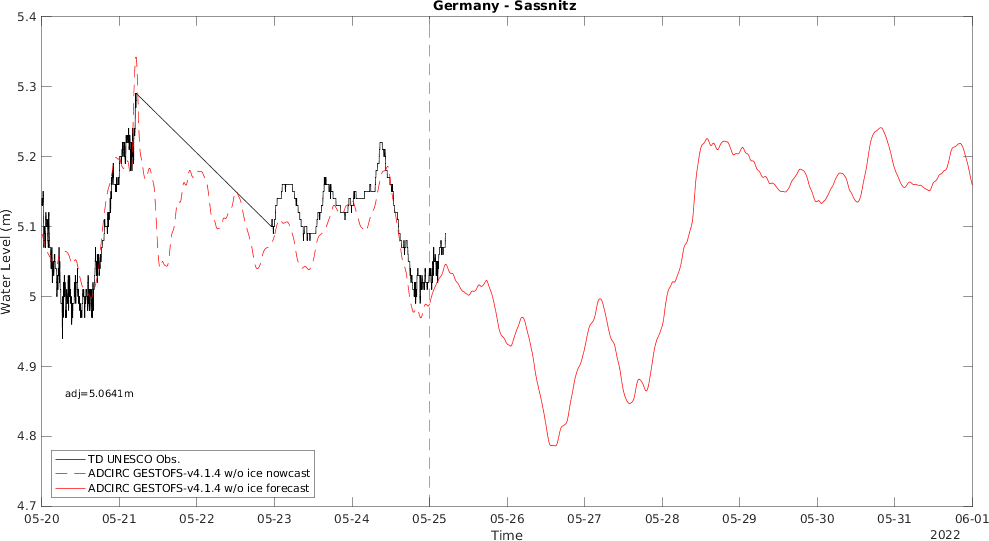 Germany - Sassnitz
5.4
5.3
5.2
5.1
5
4.9
4.8
4.7
Water Level (m)
adj=5.0641m
TD UNESCO Obs.
ADCIRC GESTOFS-v4.1.4 w/o ice nowcast
ADCIRC GESTOFS-v4.1.4 w/o ice forecast
05-20 05-21 05-22 05-23 05-24 05-25 05-26 05-27 05-28 05-29 05-30 05-31 06-01
Time 2022